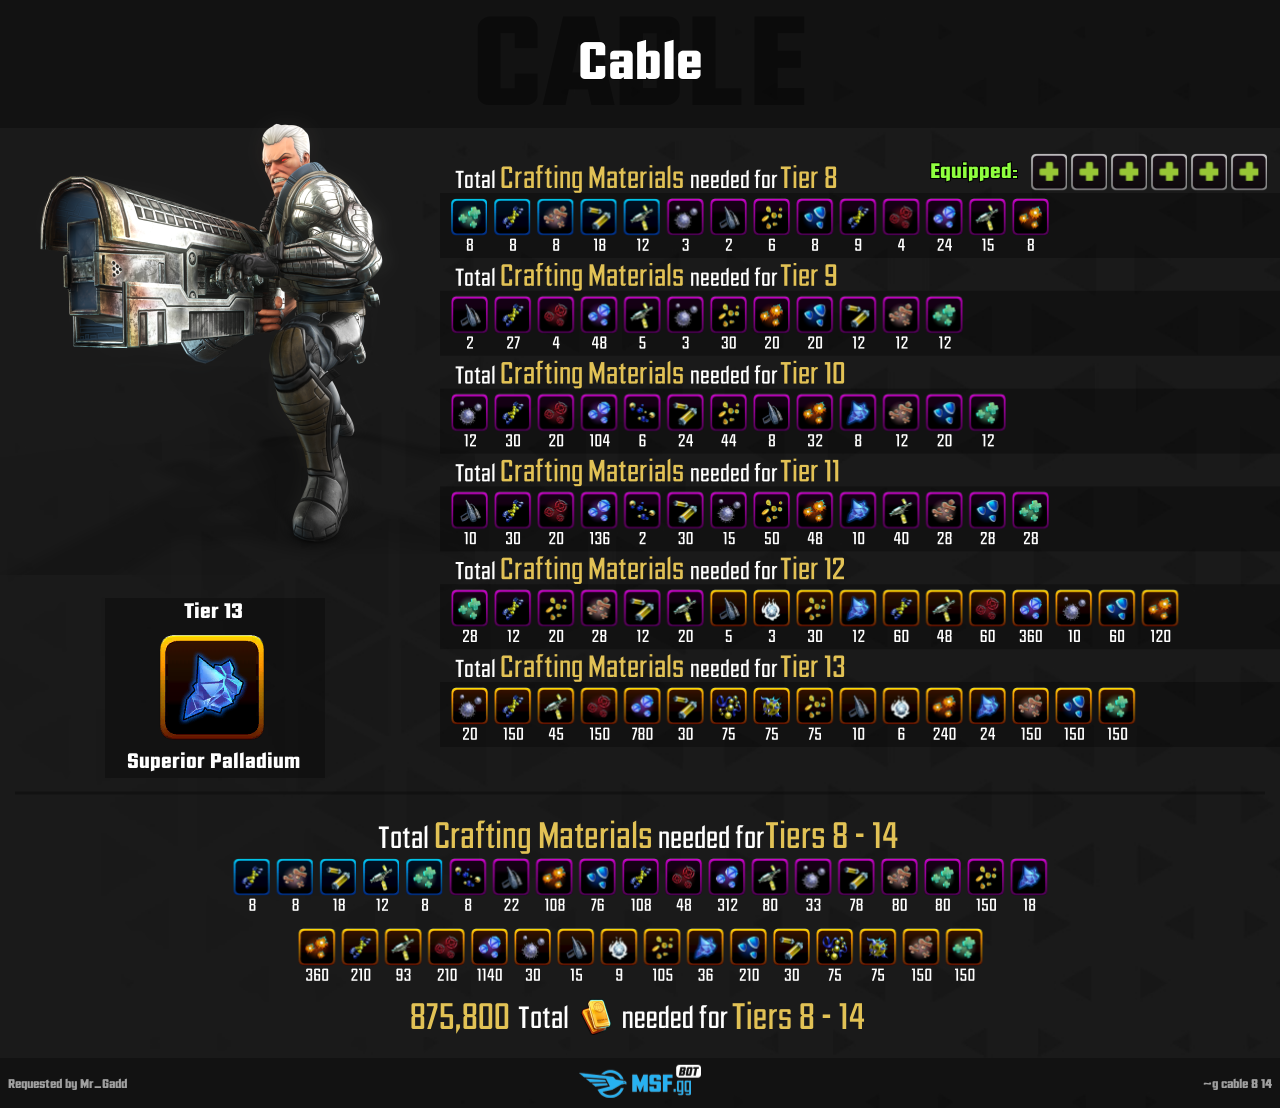 CABLE
Cable
Equipped:
Total Crafting Materials needed for Tier 8
8 8 8 18 12 3 2 6 8 9 4 24 15 8
Total Crafting Materials needed for Tier 9
2 27 4 48 5 3 30 20 20 12 12 12
Total Crafting Materials needed for Tier 10
12 30 20 104 6 24 44 8 32 8 12 20 12
Total Crafting Materials needed for Tier 11
10 30 20 136 2 30 15 50 48 10 40 28 28 28
Total Crafting Materials needed for Tier 12
28 12 20 28 12 20 5 3 30 12 60 48 60 360 10 60 120
Total Crafting Materials needed for Tier 13
20 150 45 150 780 30 75 75 75 10 6 240 24 150 150 150
Tier 13
Superior Palladium
Total Crafting Materials needed for Tiers 8 - 14
8 8 18 12 8 8 22 108 76 108 48 312 80 33 78 80 80 150 18
360 210 93 210 1140 30 15 9 105 36 210 30 75 75 150 150
875,800 Total needed for Tiers 8 - 14
Requested by Mr_Gadd
MSF.gg BOT
~g cable 8 14